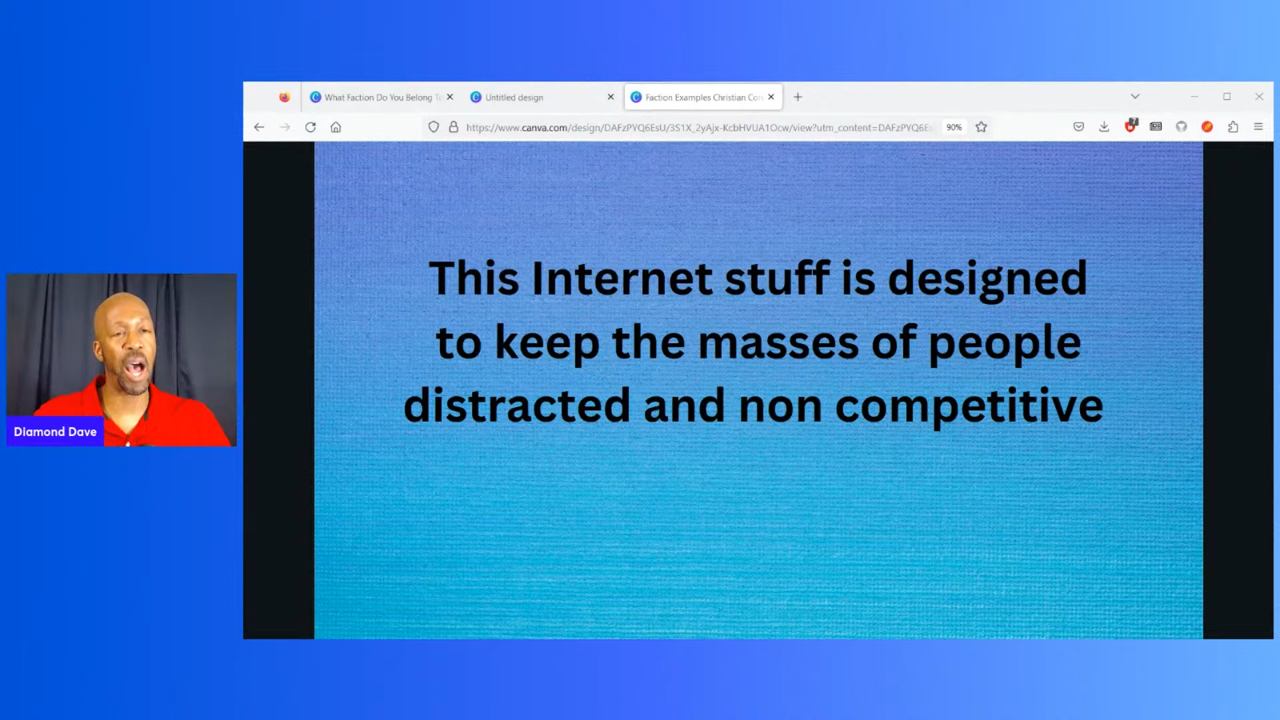 What Faction Do You Belong To
Untitled design
Faction Examples Christian Con
https://www.canva.com/design/DAFzPYQ6EsU/3S1X_2yAjx-KcbHVUA1Ocw/view?utm_content=DAFzPYQ6E
90%
This Internet stuff is designed
to keep the masses of people
distracted and non competitive
Diamond Dave